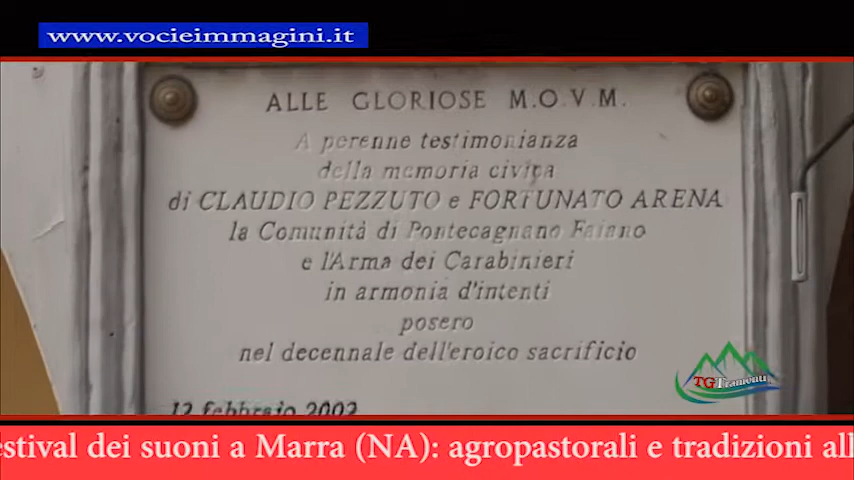 www.vocieimmagini.it
ALLE GLORIOSE M.O.V.M.
A perenne testimonianza
della memoria civica
di CLAUDIO PEZZUTO e FORTUNATO ARENA
la Comunità di Pontecagnano Faiano
e l'Arma dei Carabinieri
in armonia d'intenti
posero
nel decennale dell'eroico sacrificio
12 febbraio 2002
TGTramonti
estival dei suoni a Marra (NA): agropastorali e tradizioni all